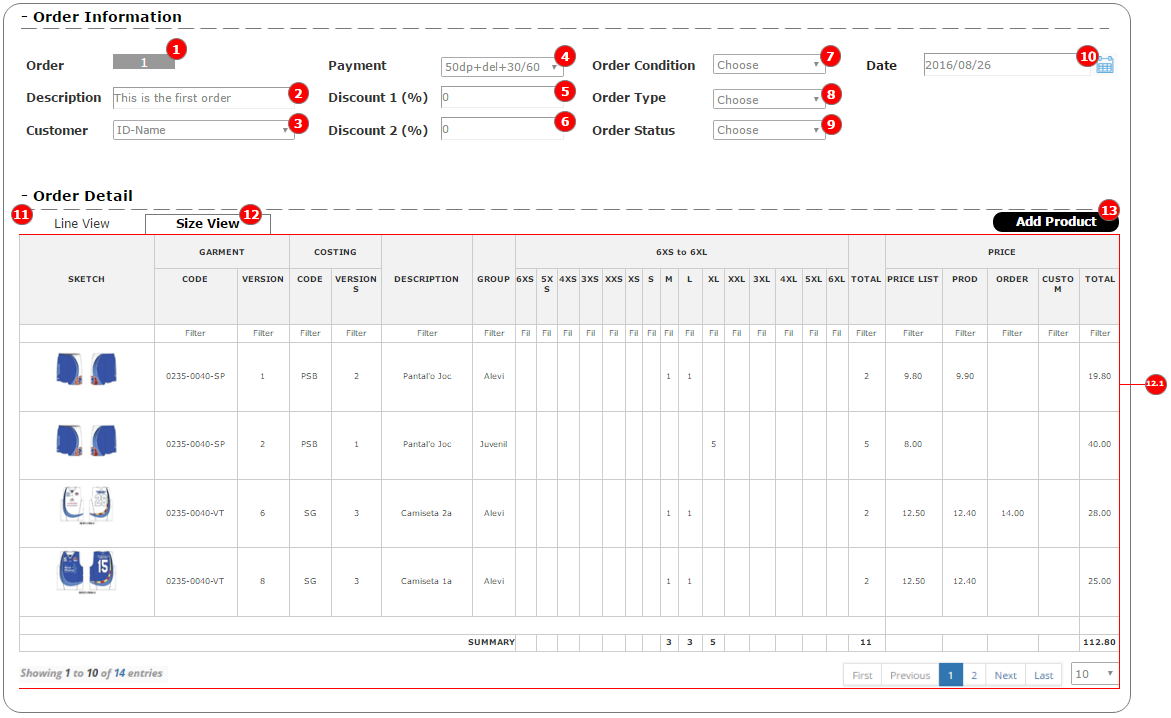 - Order Information
Order 1 1 Payment 50dp+del+30/60 4 Order Condition Choose 7 Date 2016/08/26 10
Description This is the first order 2 Discount 1 (%) 0 5 Order Type Choose 8
Customer ID-Name 3 Discount 2 (%) 0 6 Order Status Choose 9
- Order Detail
11 Line View Size View 12 Add Product 13
GARMENT COSTING 6XS to 6XL PRICE
SKETCH CODE VERSION CODE VERSION DESCRIPTION GROUP 6XS 5X 4XS 3XS XXS XS S M L XL XXL 3XL 4XL 5XL 6XL TOTAL PRICE LIST PROD ORDER CUSTO TOTAL
S S M
Filter Filter Filter Filter Filter Filter Fil Fil Fil Fil Fil Fil Fil Fil Fil Fil Fil Fil Fil Fil Fil Filter Filter Filter Filter Filter Filter
0235-0040-SP 1 PSB 2 Pantal'o Joc Alevi 1 1 2 9.80 9.90 19.80
12.1
0235-0040-SP 2 PSB 1 Pantal'o Joc Juvenil 5 5 8.00 40.00
0235-0040-VT 6 SG 3 Camiseta 2a Alevi 1 1 2 12.50 12.40 14.00 28.00
15
0235-0040-VT 8 SG 3 Camiseta 1a Alevi 1 1 2 12.50 12.40 25.00
SUMMARY 3 3 5 11 112.80
Showing 1 to 10 of 14 entries First Previous 1 2 Next Last 10